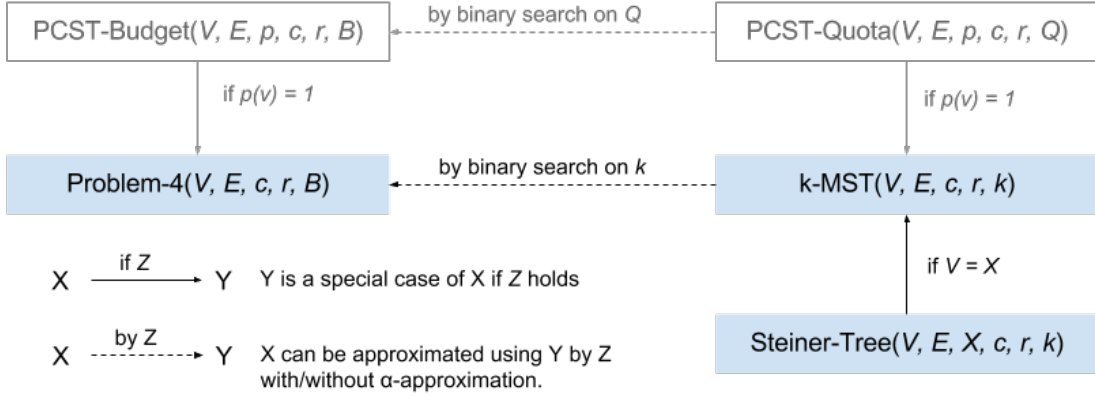 PCST-Budget(V, E, p, c, r, B)
by binary search on Q
PCST-Quota(V, E, p, c, r, Q)
if p(v) = 1
if p(v) = 1
Problem-4(V, E, c, r, B)
by binary search on k
k-MST(V, E, c, r, k)
X if Z Y Y is a special case of X if Z holds
if V = X
X by Z Y X can be approximated using Y by Z
with/without α-approximation.
Steiner-Tree(V, E, X, c, r, k)